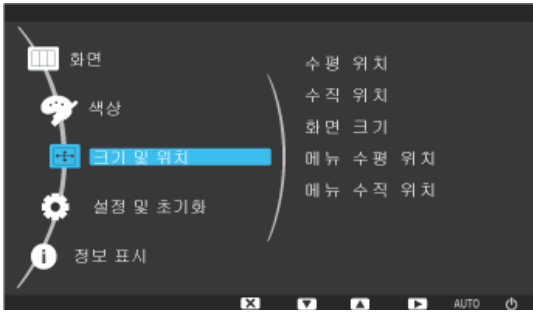 화면
색상
크기 및 위치
설정 및 초기화
정보 표시
수평 위치
수직 위치
화면 크기
메뉴 수평 위치
메뉴 수직 위치
AUTO